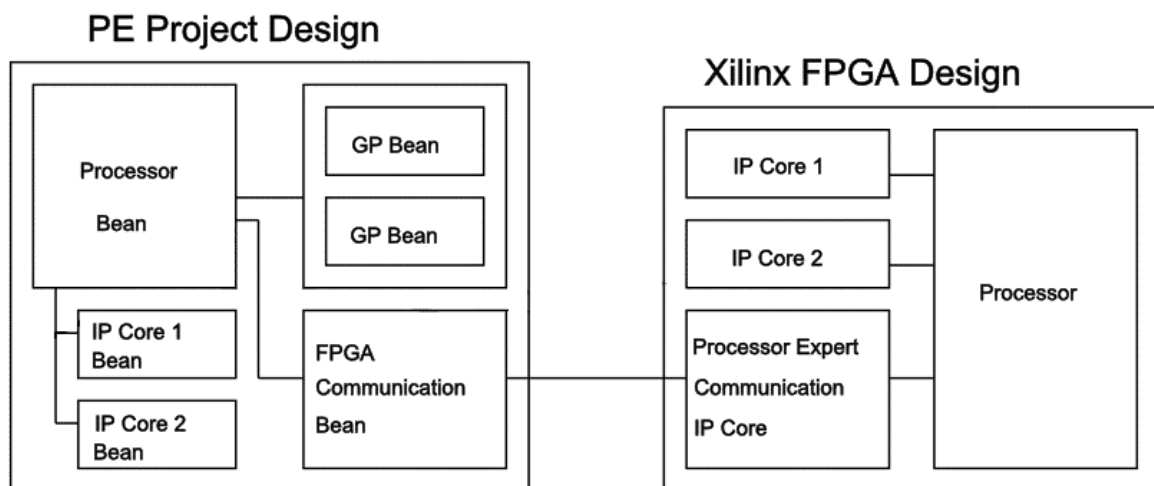 PE Project Design
Processor
Bean
GP Bean
GP Bean
IP Core 1
Bean
IP Core 2
Bean
FPGA
Communication
Bean
Xilinx FPGA Design
IP Core 1
IP Core 2
Processor Expert
Communication
IP Core
Processor